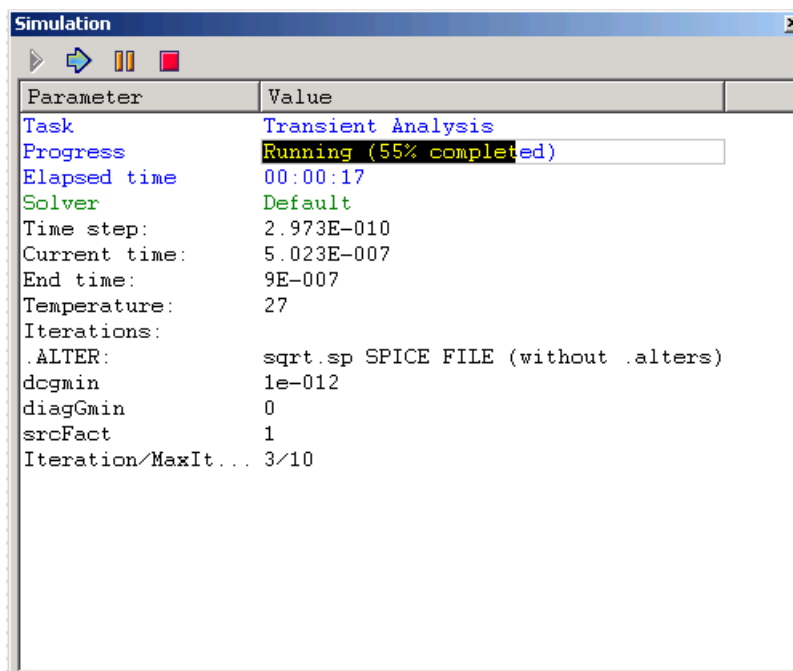 Simulation
Parameter Value
Task Transient Analysis
Progress Running (55% completed)
Elapsed time 00:00:17
Solver Default
Time step: 2.973E-010
Current time: 5.023E-007
End time: 9E-007
Temperature: 27
Iterations:
.ALTER: sqrt.sp SPICE FILE (without .alters)
dcgmin 1e-012
diagGmin 0
srcFact 1
Iteration/MaxIt... 3/10